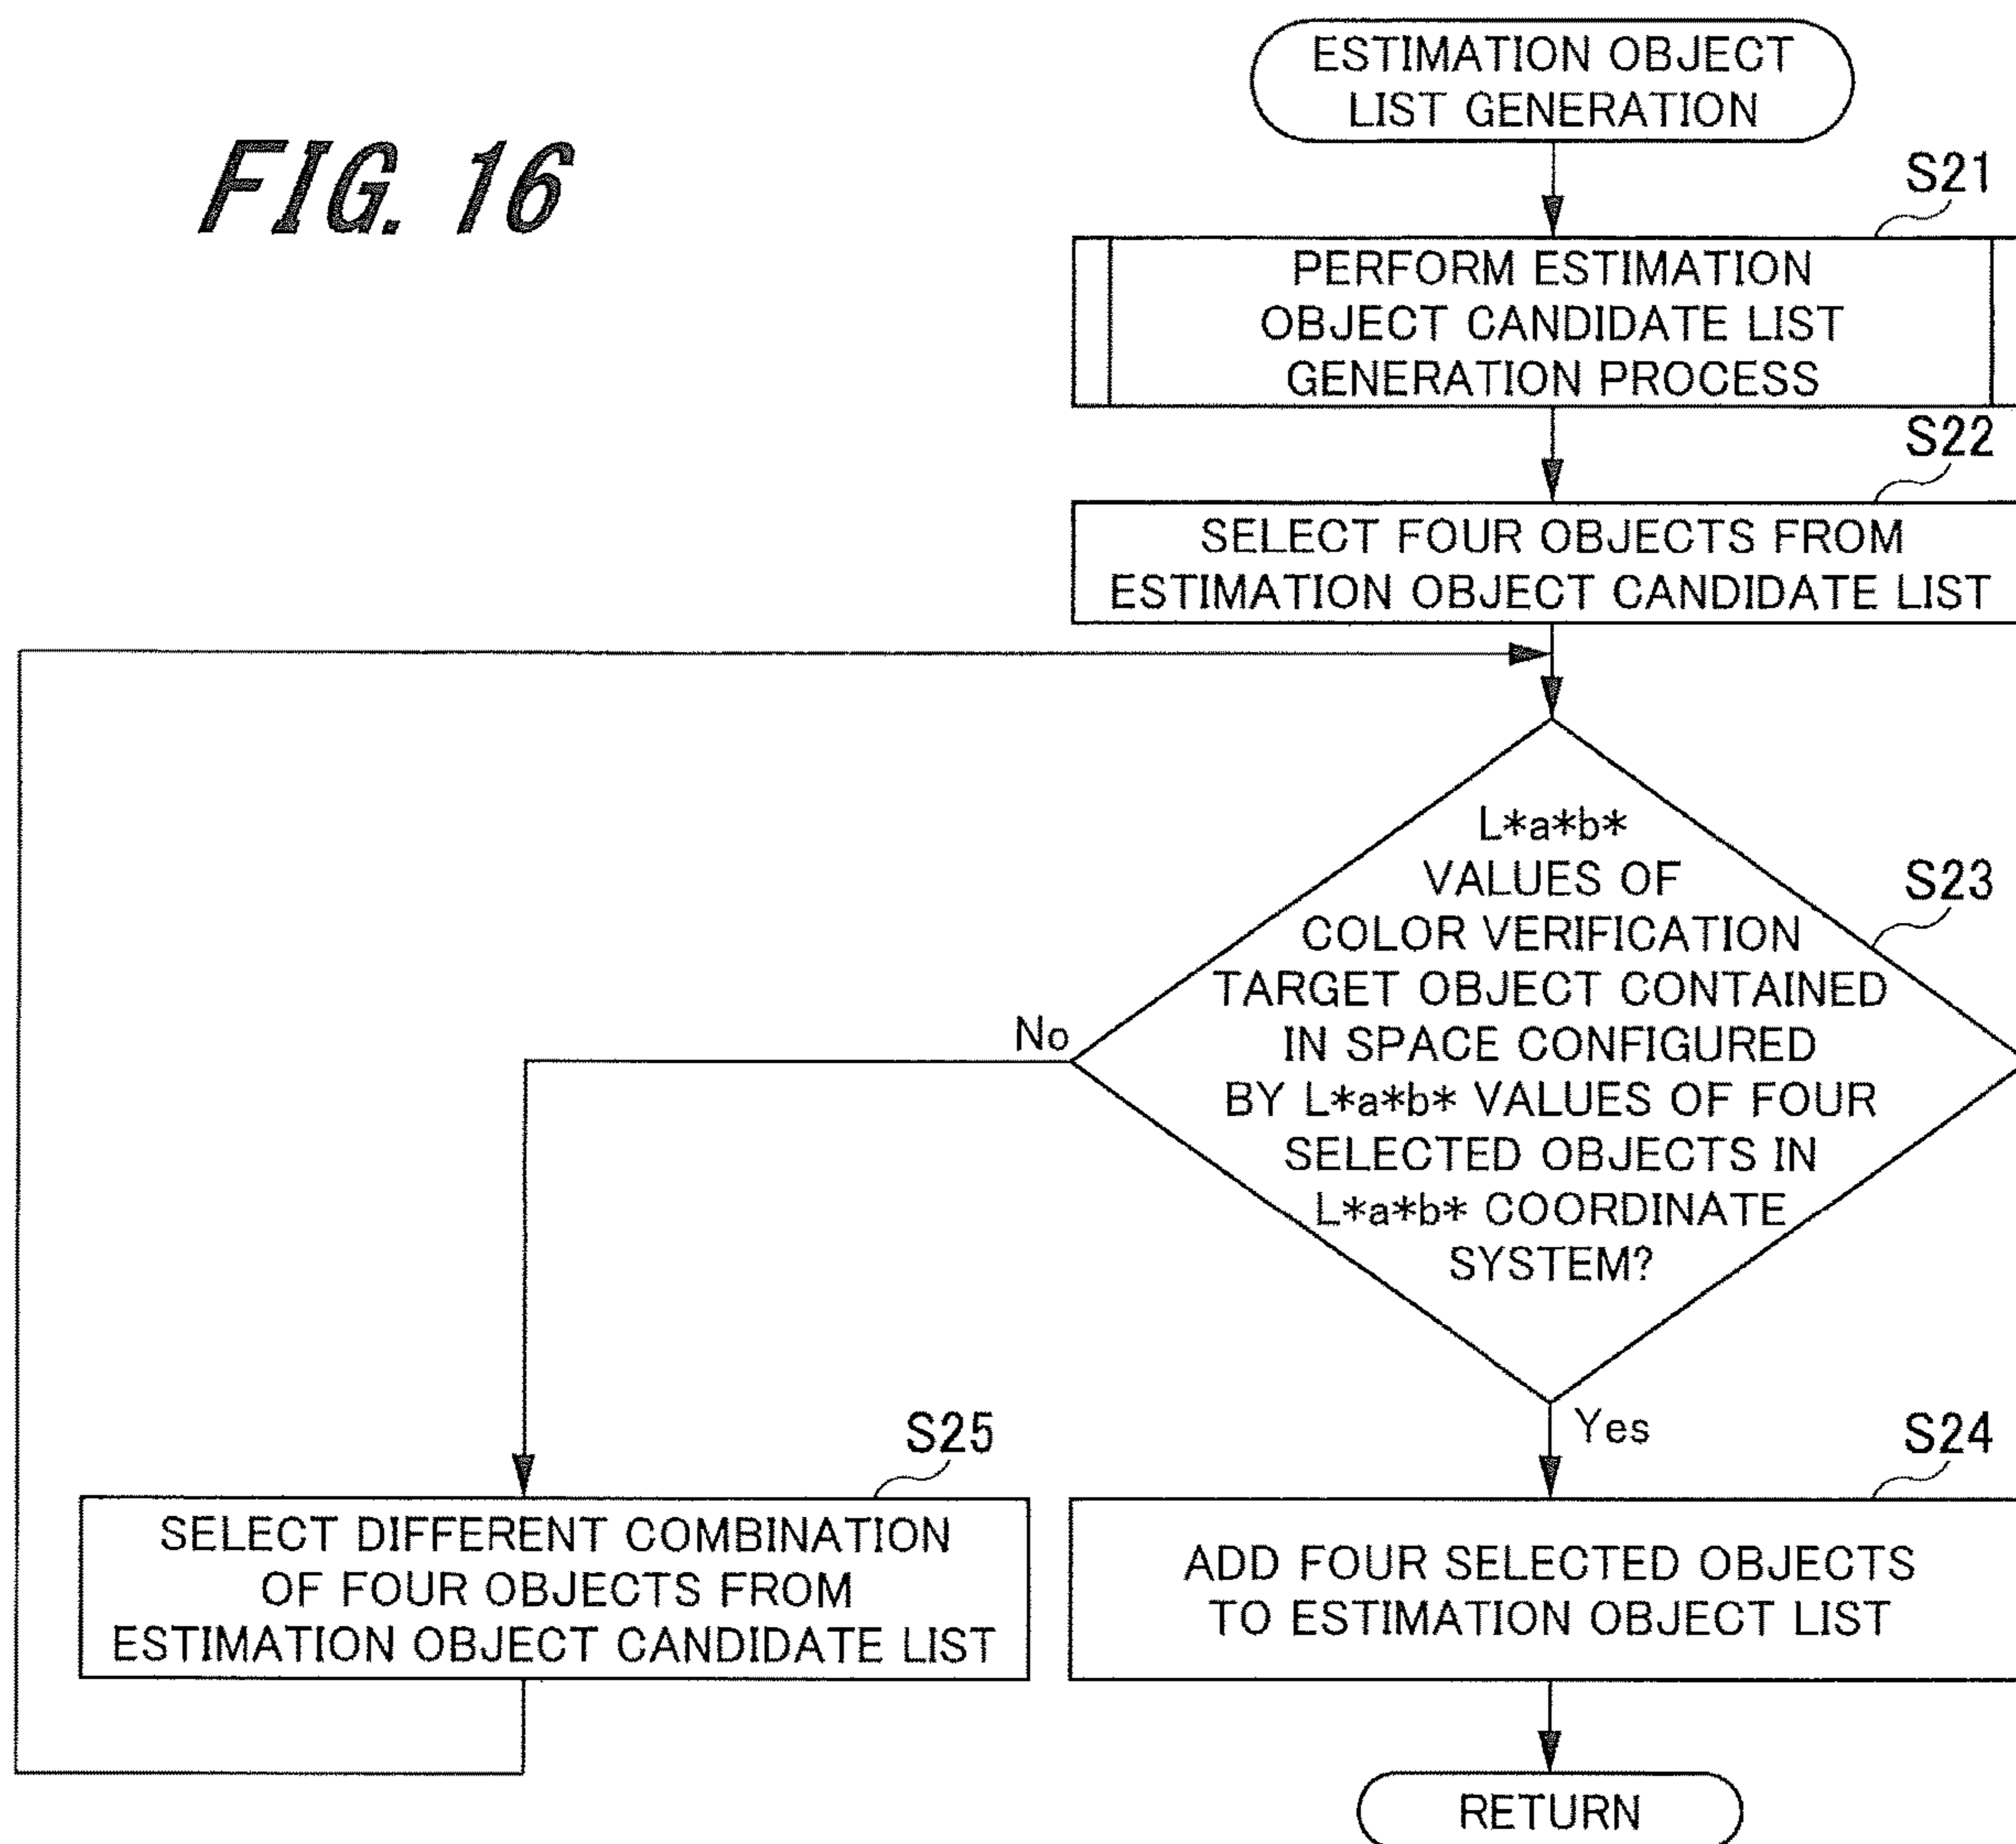 FIG. 16
ESTIMATION OBJECT
LIST GENERATION
S21
PERFORM ESTIMATION
OBJECT CANDIDATE LIST
GENERATION PROCESS
S22
SELECT FOUR OBJECTS FROM
ESTIMATION OBJECT CANDIDATE LIST
S23
L*a*b*
VALUES OF
COLOR VERIFICATION
TARGET OBJECT CONTAINED
IN SPACE CONFIGURED
BY L*a*b* VALUES OF FOUR
SELECTED OBJECTS IN
L*a*b* COORDINATE
SYSTEM?
No
Yes
S25
SELECT DIFFERENT COMBINATION
OF FOUR OBJECTS FROM
ESTIMATION OBJECT CANDIDATE LIST
S24
ADD FOUR SELECTED OBJECTS
TO ESTIMATION OBJECT LIST
RETURN